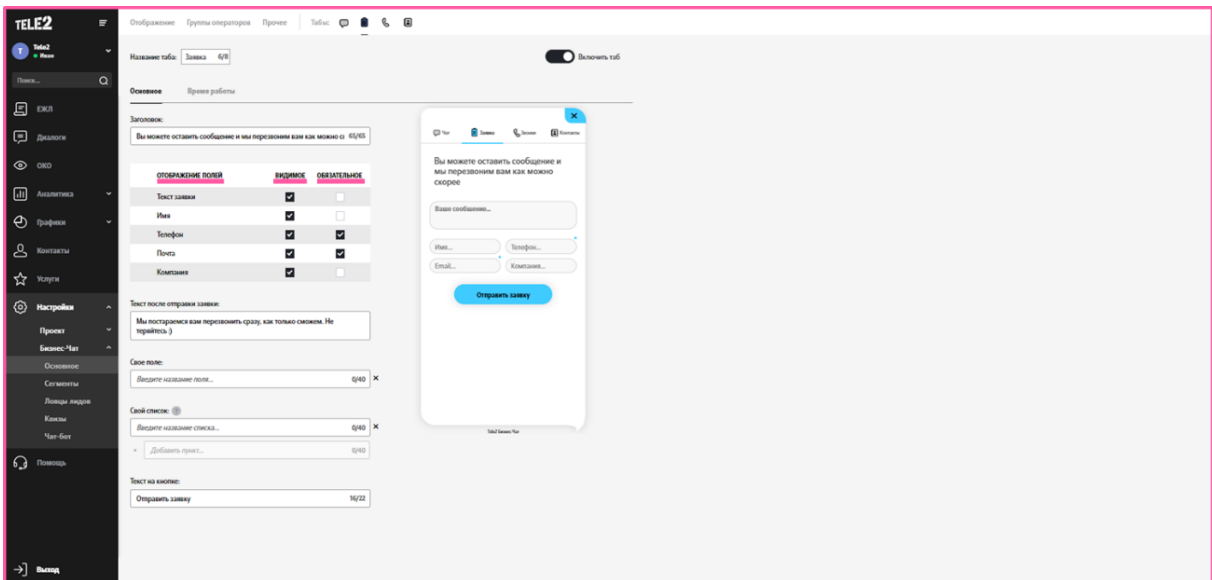 TELE2
Отображение Группы операторов Прочее Табы:
T Tele2
Иван
Название таба: Заявка 6/8
Включить таб
Поиск...
Основное Время работы
ЕЖЛ
Диалоги
ОКО
Аналитика
Графики
Контакты
Услуги
Настройки
Проект
Бизнес-Чат
Основное
Сегменты
Ловцы лидов
Квизы
Чат-бот
Помощь
Выход
Заголовок:
Вы можете оставить сообщение и мы перезвоним вам как можно ск 65/65
ОТОБРАЖЕНИЕ ПОЛЕЙ ВИДИМОЕ ОБЯЗАТЕЛЬНОЕ
Текст заявки
Имя
Телефон
Почта
Компания
Текст после отправки заявки:
Мы постараемся вам перезвонить сразу, как только сможем. Не
теряйтесь :)
Свое поле:
Введите название поля... 0/40 ×
Свой список: ?
Введите название списка... 0/40 ×
+ Добавить пункт... 0/40
Текст на кнопке:
Отправить заявку 16/22
×
Чат Заявка Звонок Контакты
Вы можете оставить сообщение и
мы перезвоним вам как можно
скорее
Ваше сообщение...
Имя... Телефон... *
Email... * Компания...
Отправить заявку
Tele2 Бизнес Чат